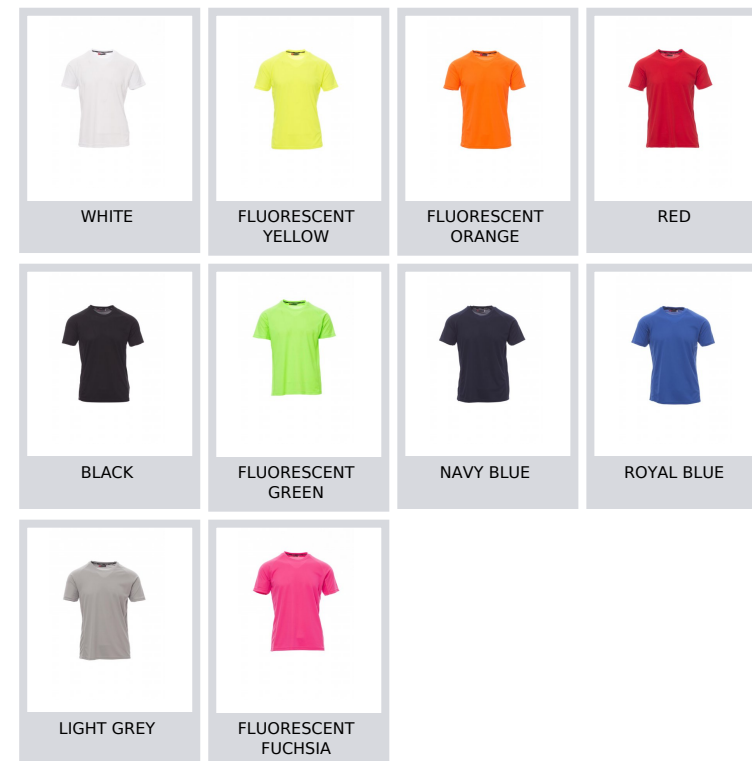 WHITE
FLUORESCENT
YELLOW
FLUORESCENT
ORANGE
RED
BLACK
FLUORESCENT
GREEN
NAVY BLUE
ROYAL BLUE
LIGHT GREY
FLUORESCENT
FUCHSIA